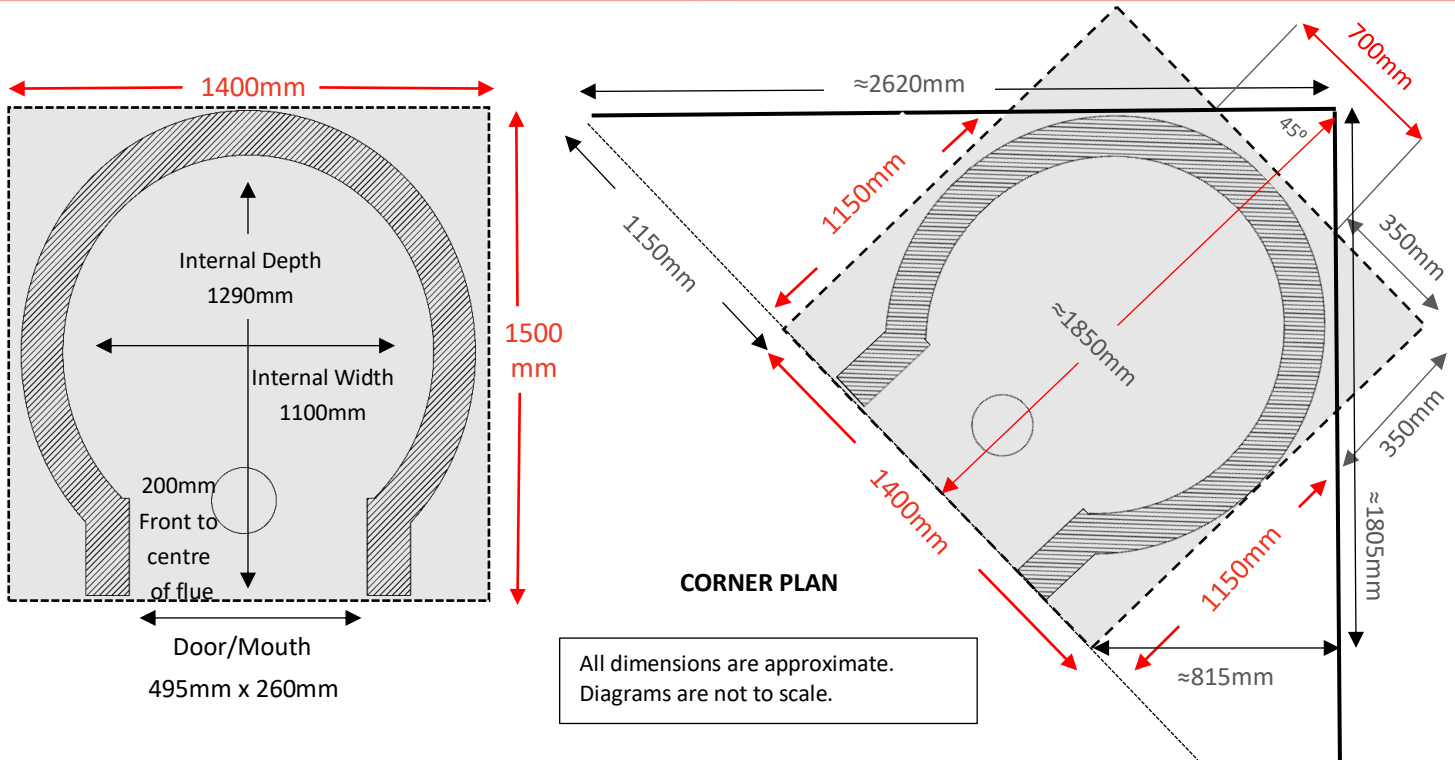 1400mm
Internal Depth
1290mm
Internal Width
1100mm
200mm
Front to
centre
of flue
1500
mm
Door/Mouth
495mm x 260mm
≈2620mm
700mm
45⁰
1150mm
1150mm
350mm
≈1850mm
350mm
1400mm
1150mm
≈1805mm
≈815mm
CORNER PLAN
All dimensions are approximate.
Diagrams are not to scale.